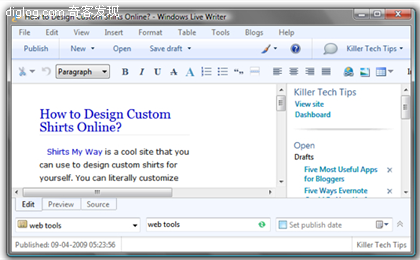 diglog.com 奇客发现
How to Design Custom Shirts Online? - Windows Live Writer
File Edit View Insert Format Table Tools Blogs Help
Publish New Open Save draft Killer Tech Tips
Paragraph B I U ABC
How to Design Custom
Shirts Online?
Shirts My Way is a cool site that you
can use to design custom shirts for
yourself. You can literally customize
Killer Tech Tips
View site
Dashboard
Open
Drafts
Five Most Useful Apps
for Bloggers
Five Ways Evernote
Edit Preview Source
web tools web tools Set publish date
Published: 09-04-2009 05:23:56 Killer Tech Tips